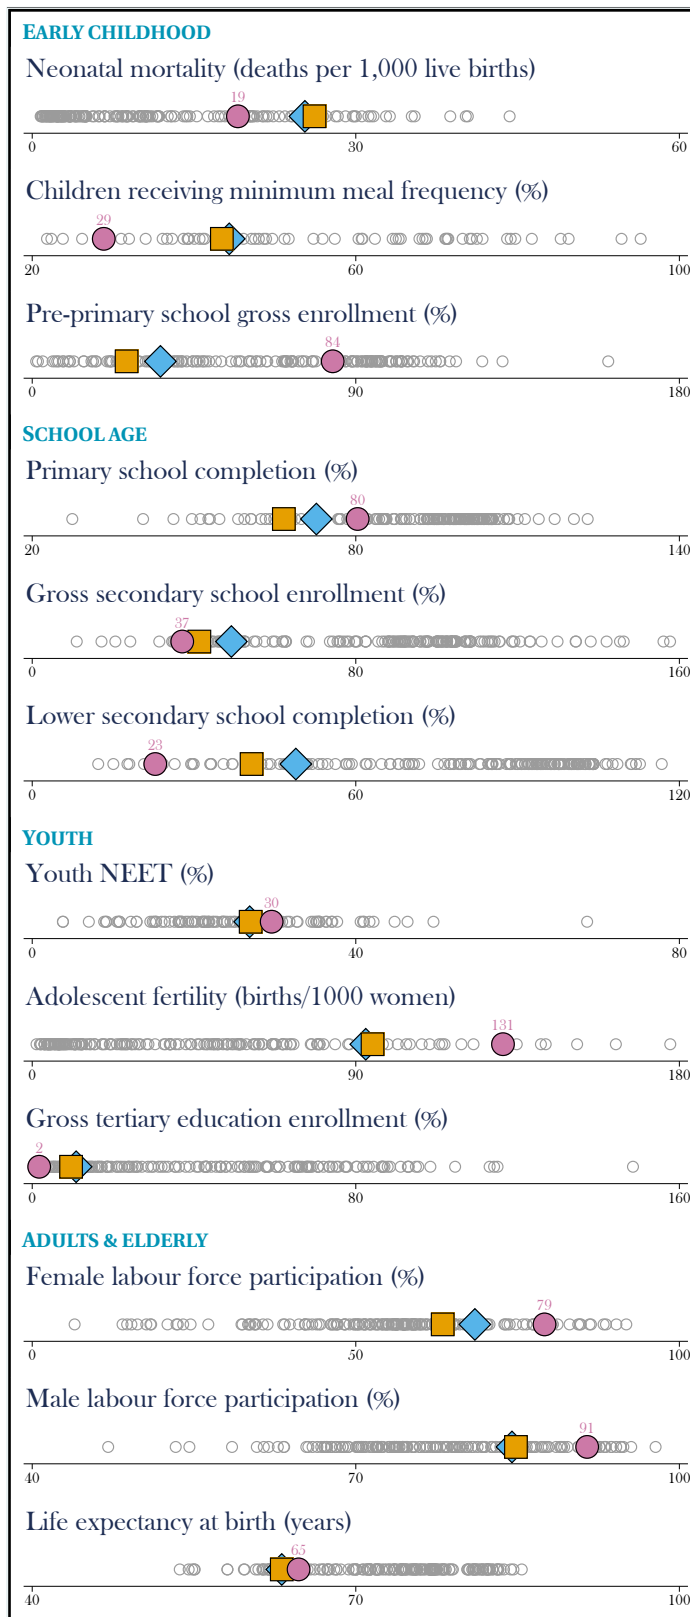 EARLY CHILDHOOD
Neonatal mortality (deaths per 1,000 live births)
19
0 30 60
Children receiving minimum meal frequency (%)
29
20 60 100
Pre-primary school gross enrollment (%)
84
0 90 180
SCHOOL AGE
Primary school completion (%)
80
20 80 140
Gross secondary school enrollment (%)
37
0 80 160
Lower secondary school completion (%)
23
0 60 120
YOUTH
Youth NEET (%)
30
0 40 80
Adolescent fertility (births/1000 women)
131
0 90 180
Gross tertiary education enrollment (%)
2
0 80 160
ADULTS & ELDERLY
Female labour force participation (%)
79
0 50 100
Male labour force participation (%)
91
40 70 100
Life expectancy at birth (years)
65
40 70 100